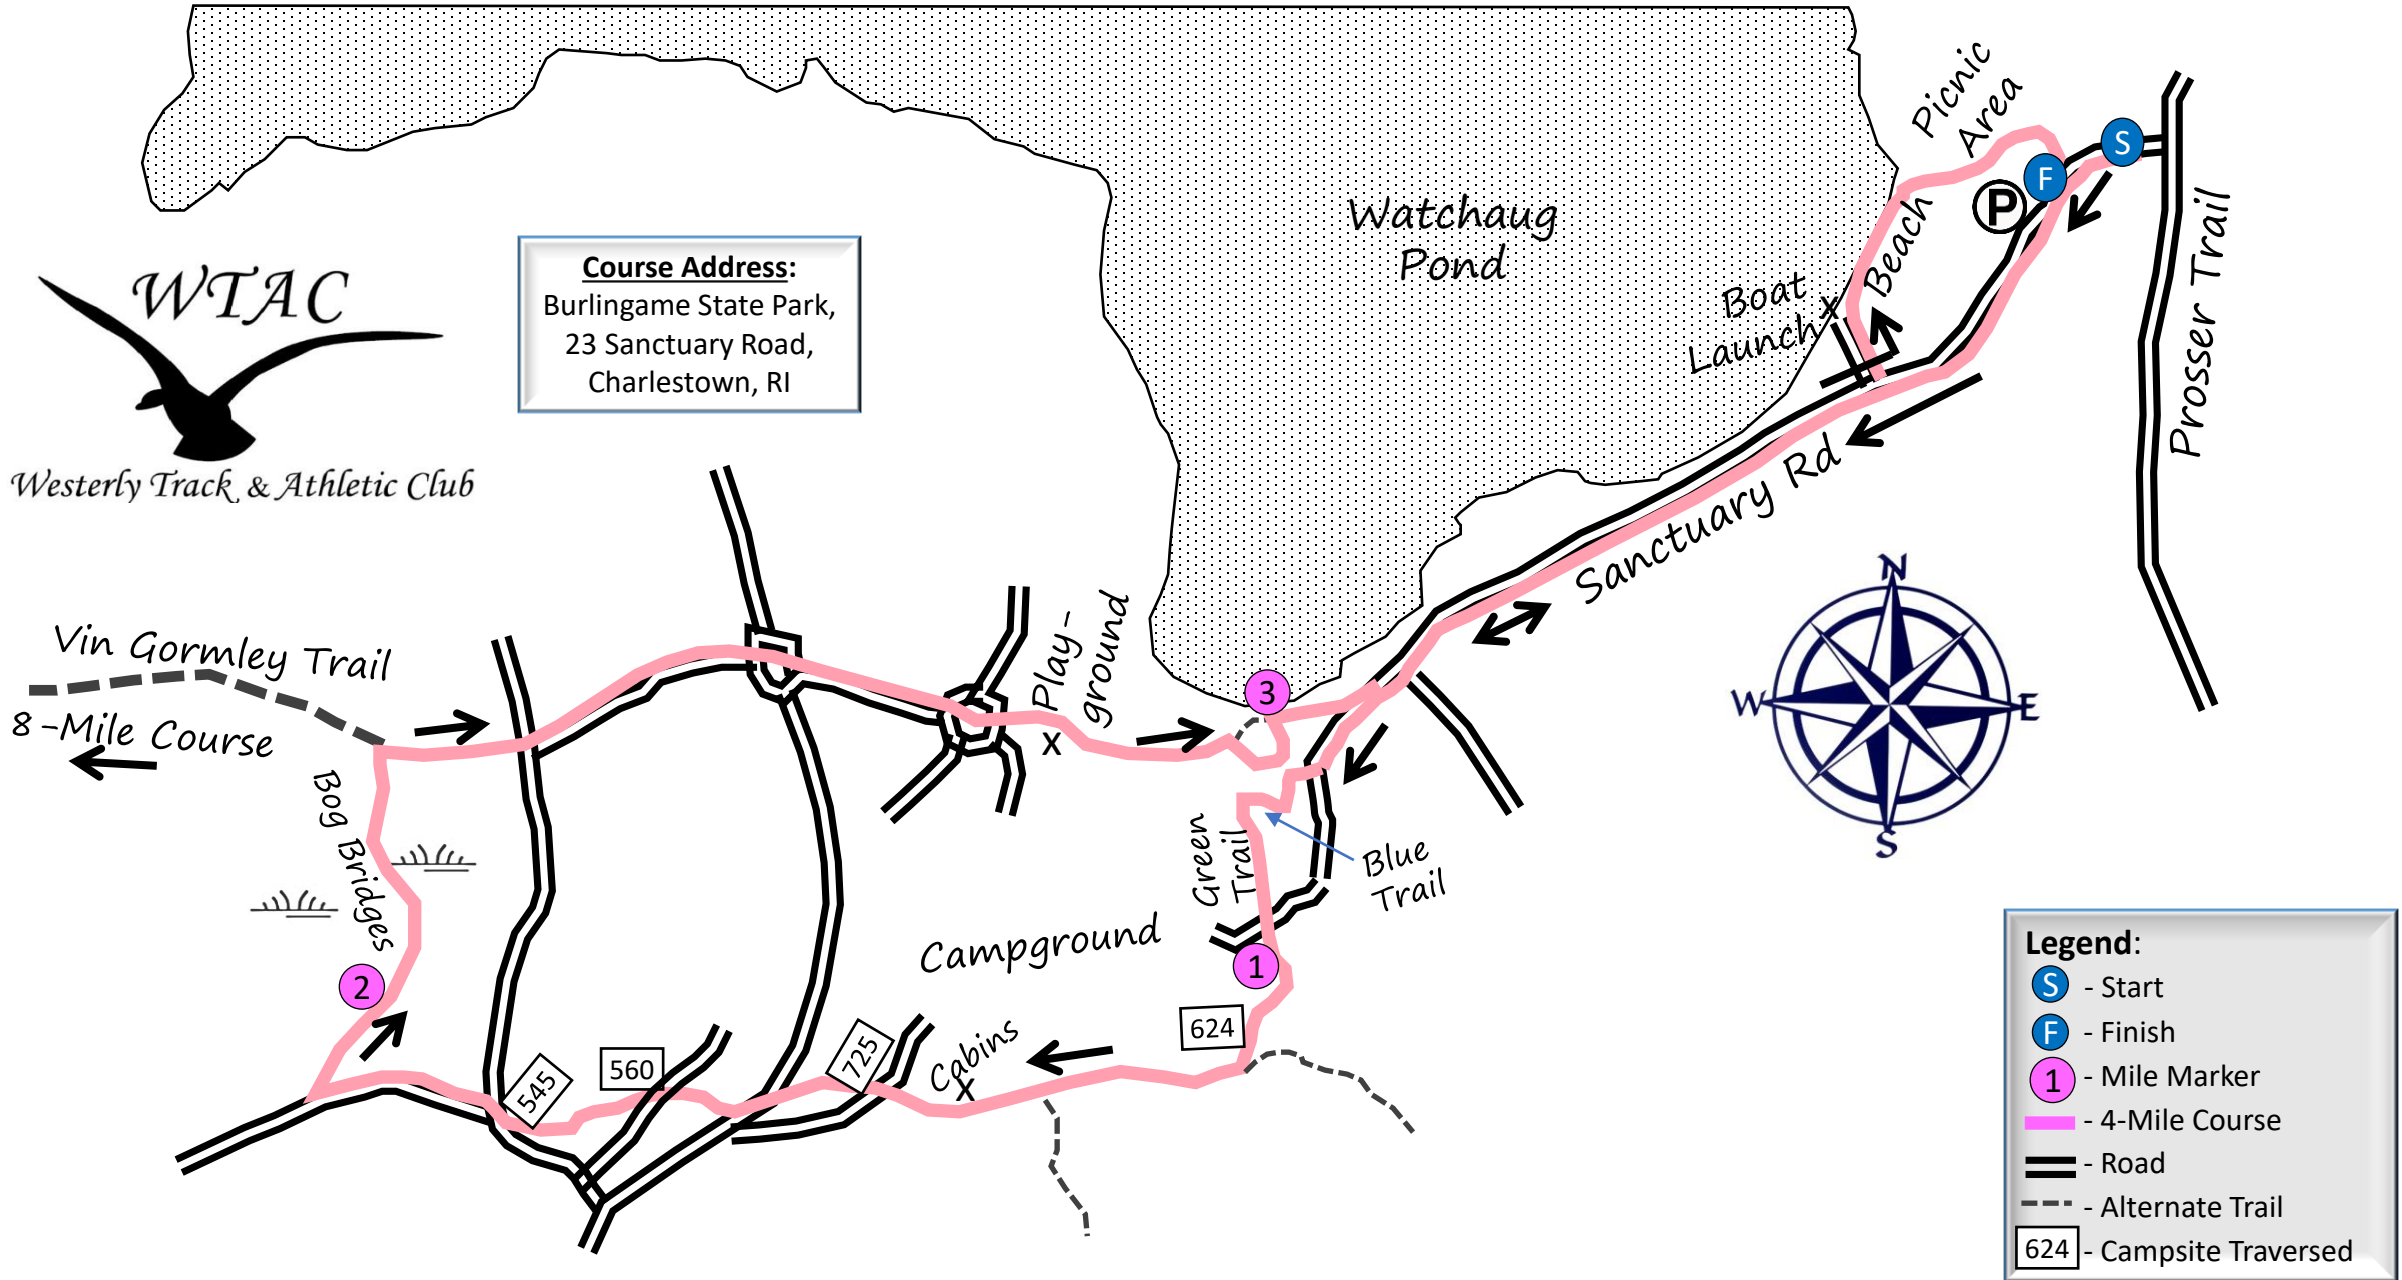 Picnic
Area
S
F
P
Watchaug
Pond
Beach
Boat
Launch
X
Prosser Trail
WTAC
Westerly Track & Athletic Club
Course Address:
Burlingame State Park,
23 Sanctuary Road,
Charlestown, RI
Sanctuary Rd
N
W
E
S
Vin Gormley Trail
8-Mile Course
Play-
ground
X
3
Bog Bridges
Green
Trail
Blue
Trail
Campground
1
2
624
Cabins
X
725
560
545
Legend:
S - Start
F - Finish
1 - Mile Marker
- 4-Mile Course
- Road
- Alternate Trail
624 - Campsite Traversed